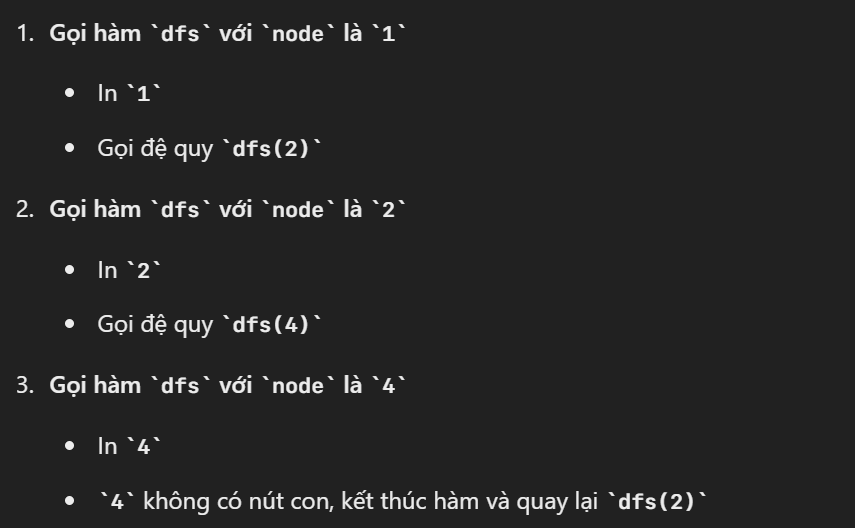 1. Gọi hàm `dfs` với `node` là `1`
• In `1`
• Gọi đệ quy `dfs(2)`
2. Gọi hàm `dfs` với `node` là `2`
• In `2`
• Gọi đệ quy `dfs(4)`
3. Gọi hàm `dfs` với `node` là `4`
• In `4`
• `4` không có nút con, kết thúc hàm và quay lại `dfs(2)`